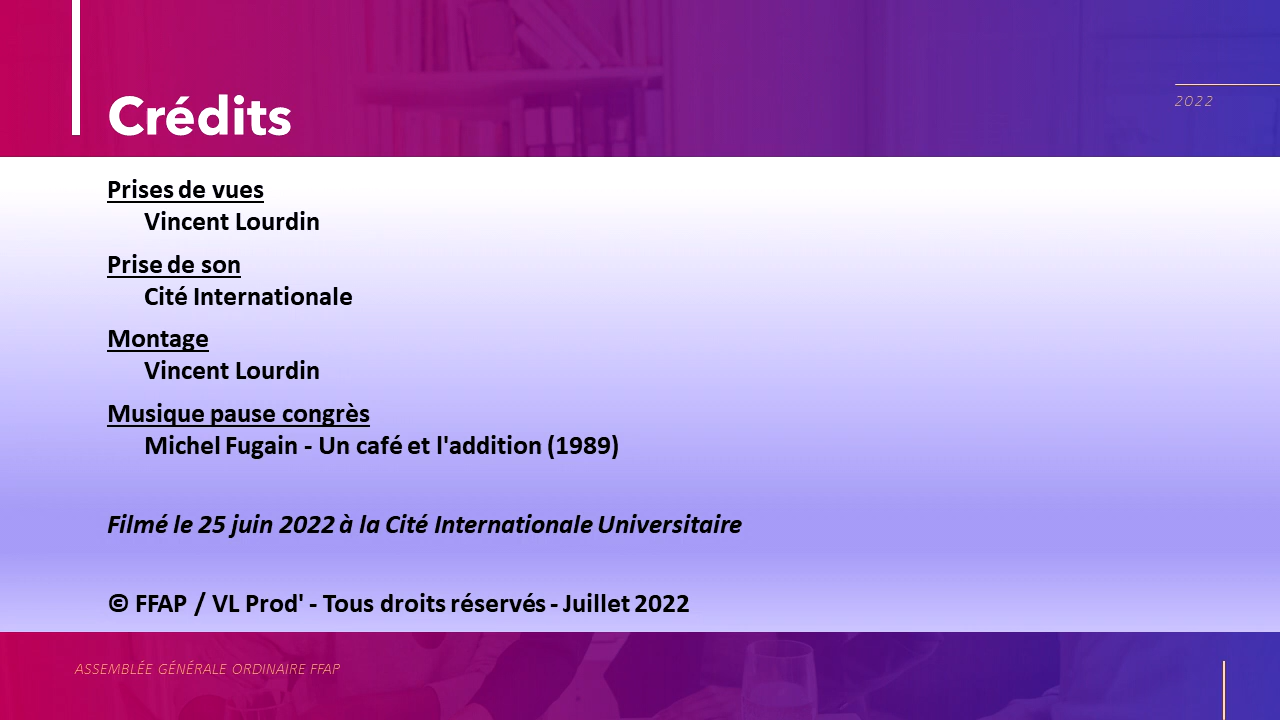 Crédits
2022
Prises de vues
Vincent Lourdin
Prise de son
Cité Internationale
Montage
Vincent Lourdin
Musique pause congrès
Michel Fugain - Un café et l'addition (1989)
Filmé le 25 juin 2022 à la Cité Internationale Universitaire
© FFAP / VL Prod' - Tous droits réservés - Juillet 2022
ASSEMBLÉE GÉNÉRALE ORDINAIRE FFAP